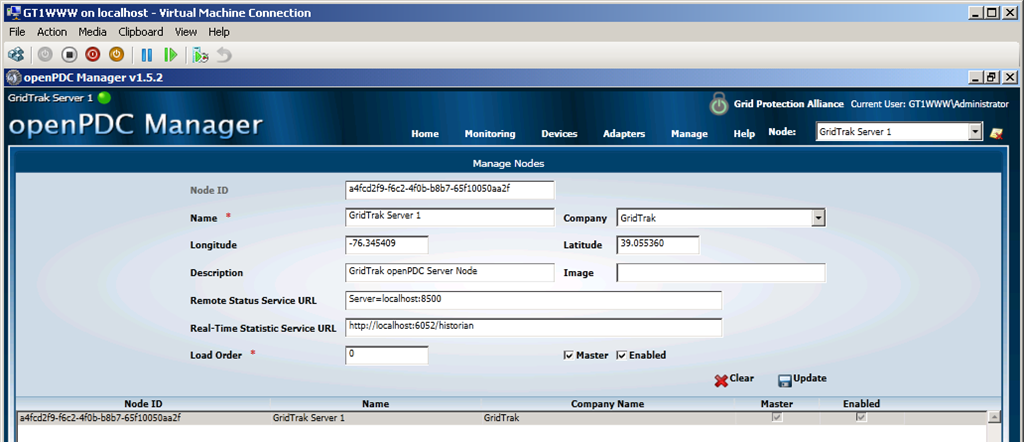 GT1WWW on localhost - Virtual Machine Connection
File Action Media Clipboard View Help
openPDC Manager v1.5.2
GridTrak Server 1
Grid Protection Alliance Current User: GT1WWW\Administrator
openPDC Manager
Home Monitoring Devices Adapters Manage Help Node: GridTrak Server 1
Manage Nodes
Node ID a4fcd2f9-f6c2-4f0b-b8b7-65f10050aa2f
Name * GridTrak Server 1 Company GridTrak
Longitude -76.345409 Latitude 39.055360
Description GridTrak openPDC Server Node Image
Remote Status Service URL Server=localhost:8500
Real-Time Statistic Service URL http://localhost:6052/historian
Load Order * 0 Master Enabled
Clear Update
Node ID Name Company Name Master Enabled
a4fcd2f9-f6c2-4f0b-b8b7-65f10050aa2f GridTrak Server 1 GridTrak